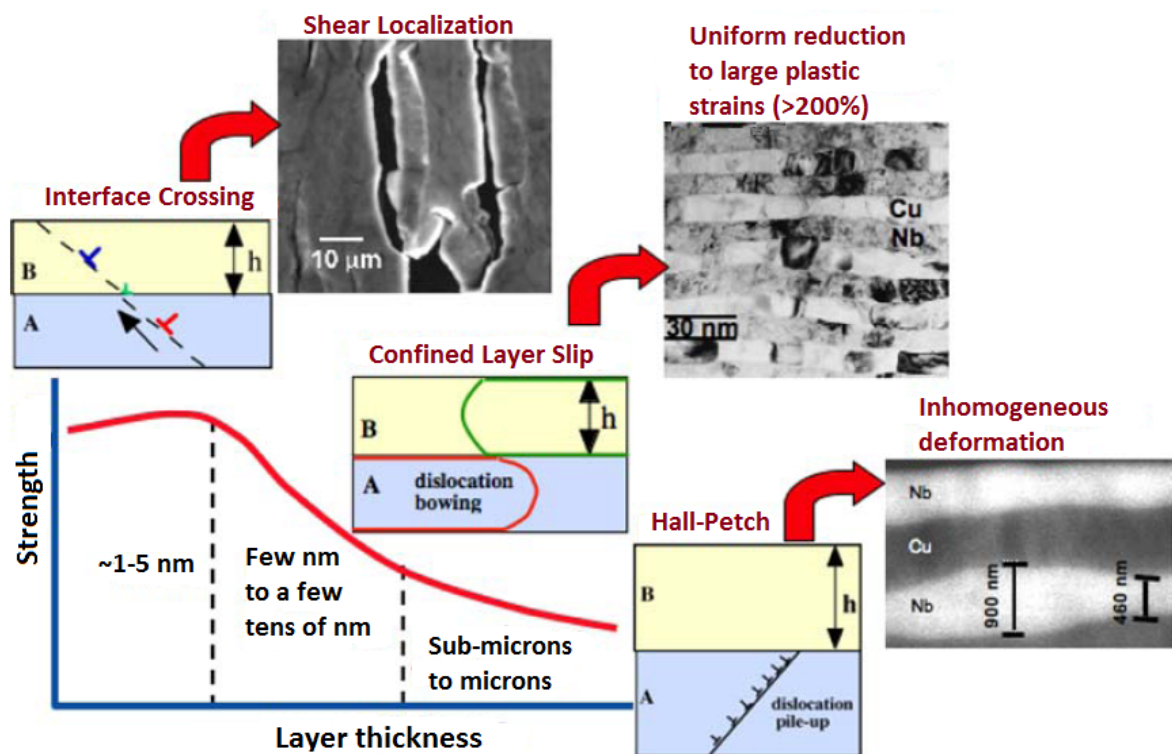 Shear Localization
10 μm
Uniform reduction
to large plastic
strains (>200%)
Cu
Nb
30 nm
Interface Crossing
B
h
A
Confined Layer Slip
B
h
A
dislocation
bowing
Inhomogeneous
deformation
Nb
Cu
Nb
900 nm
460 nm
Hall-Petch
B
h
A
dislocation
pile-up
Strength
~1-5 nm
Few nm
to a few
tens of nm
Sub-microns
to microns
Layer thickness